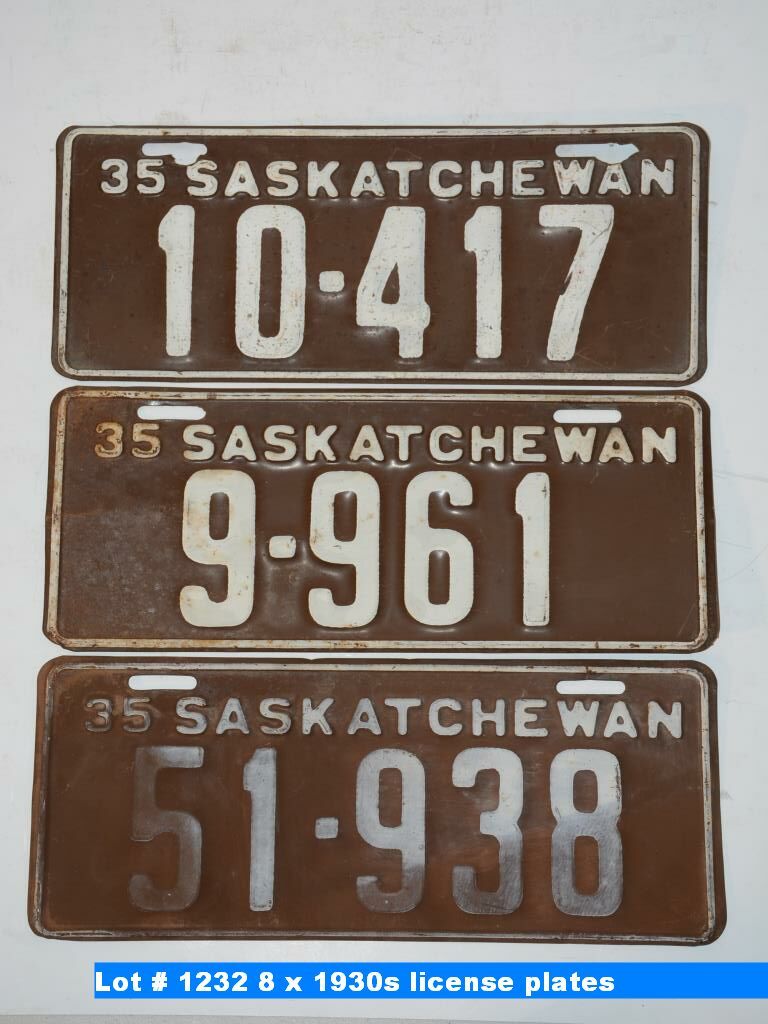 35 SASKATCHEWAN
10-417
35 SASKATCHEWAN
9-961
35 SASKATCHEWAN
51-938
Lot # 1232 8 x 1930s license plates